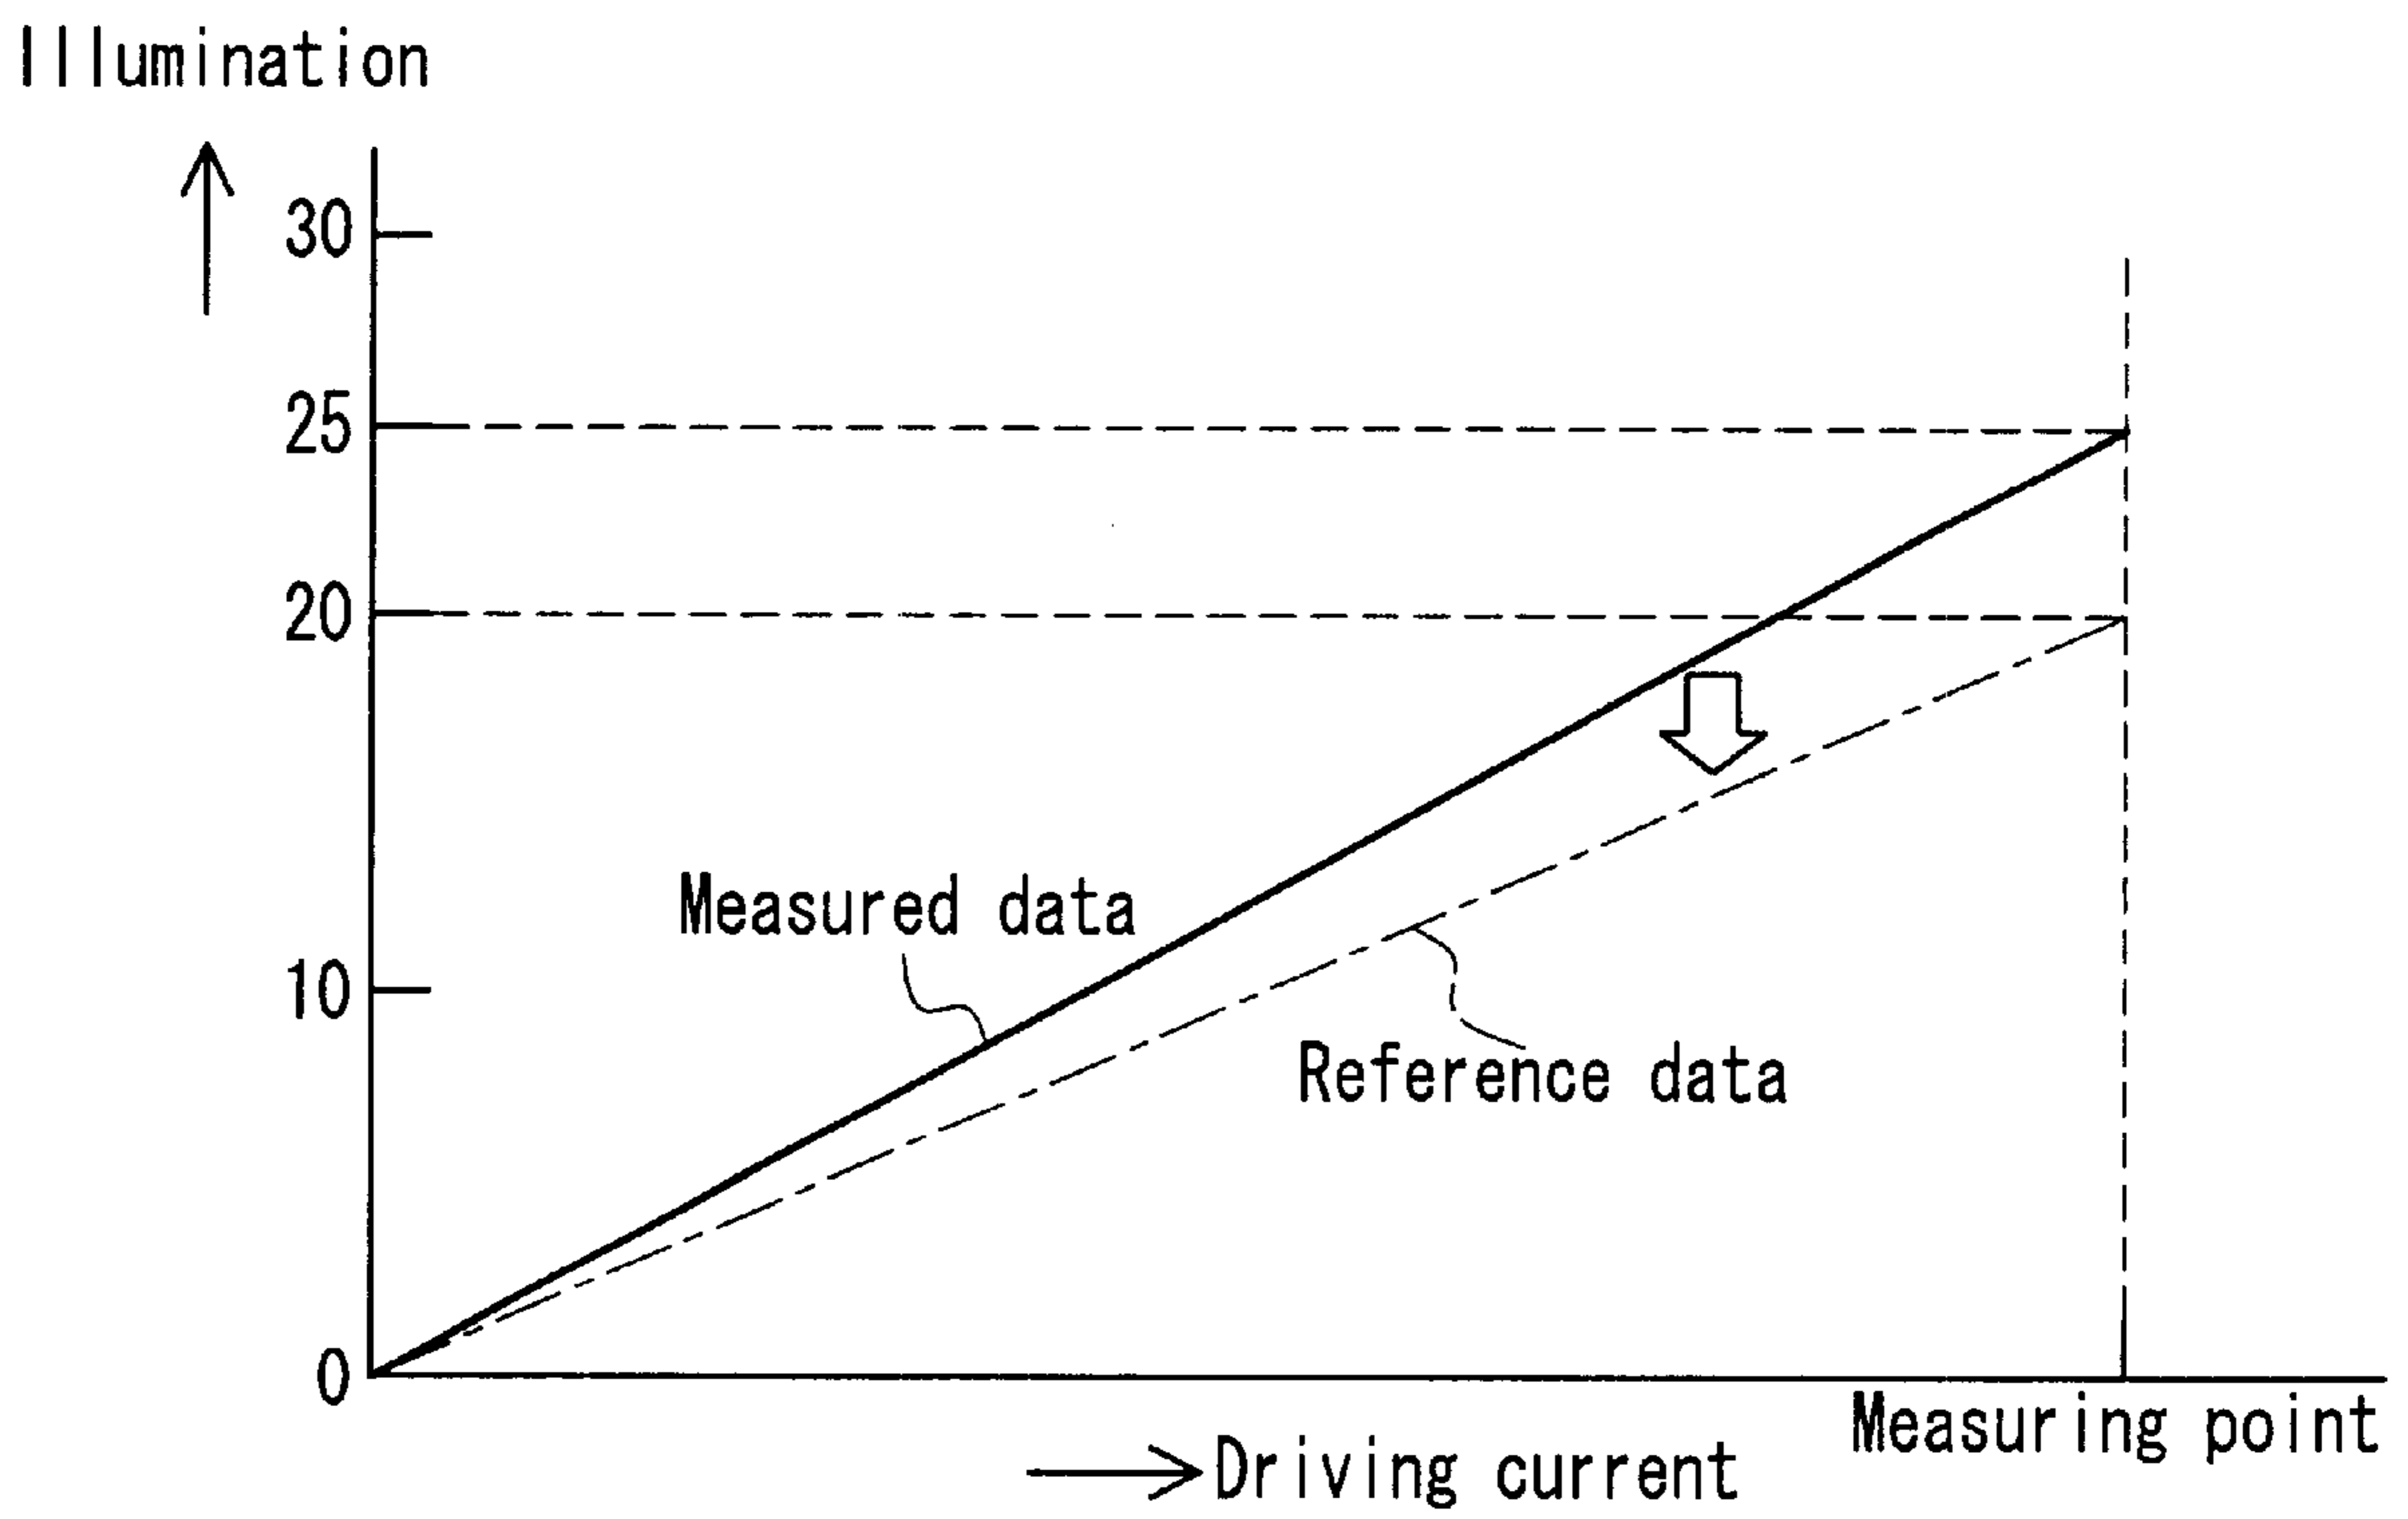 Illumination
30
25
20
Measured data
10
Reference data
0
Measuring point
Driving current